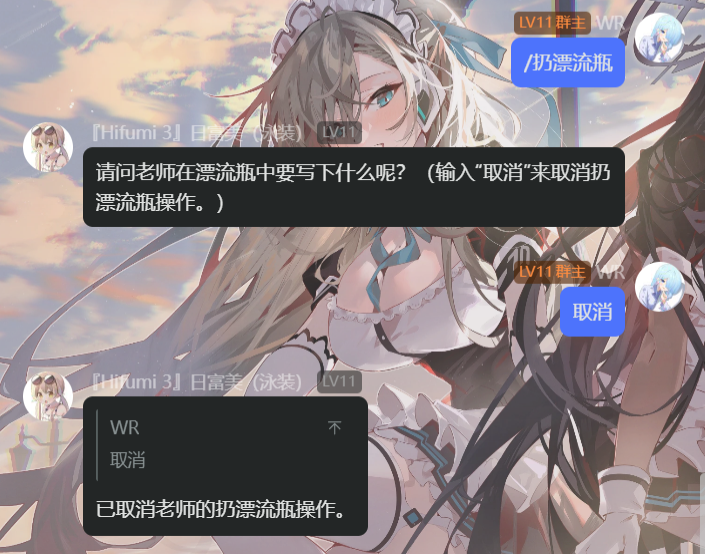 LV11 群主 WR
/扔漂流瓶
『Hifumi 3』日富美 (泳装) LV11
请问老师在漂流瓶中要写下什么呢? (输入“取消”来取消扔
漂流瓶操作。)
LV11 群主 WR
取消
『Hifumi 3』日富美 (泳装) LV11
WR
取消
已取消老师的扔漂流瓶操作。